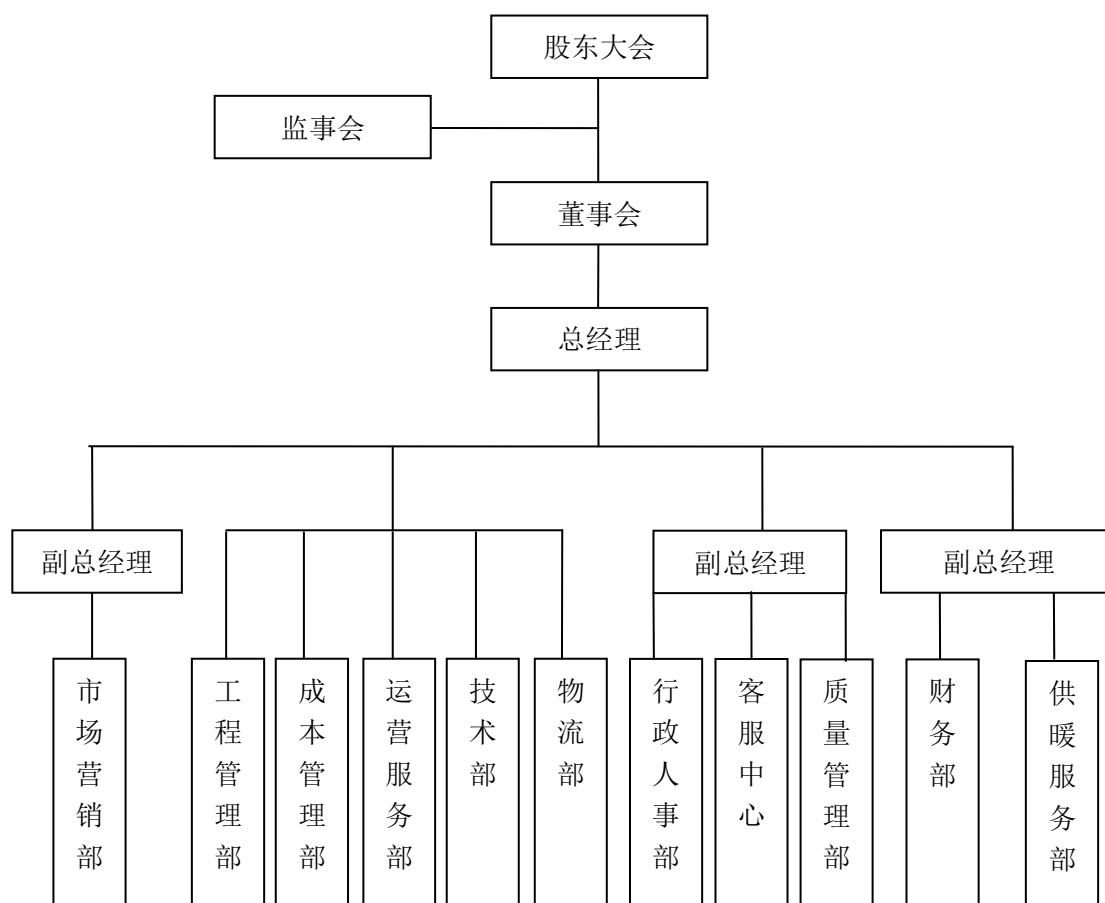 股东大会
监事会
董事会
总经理
副总经理
副总经理
副总经理
市场营销部
工程管理部
成本管理部
运营服务部
技术部
物流部
行政人事部
客服中心
质量管理部
财务部
供暖服务部